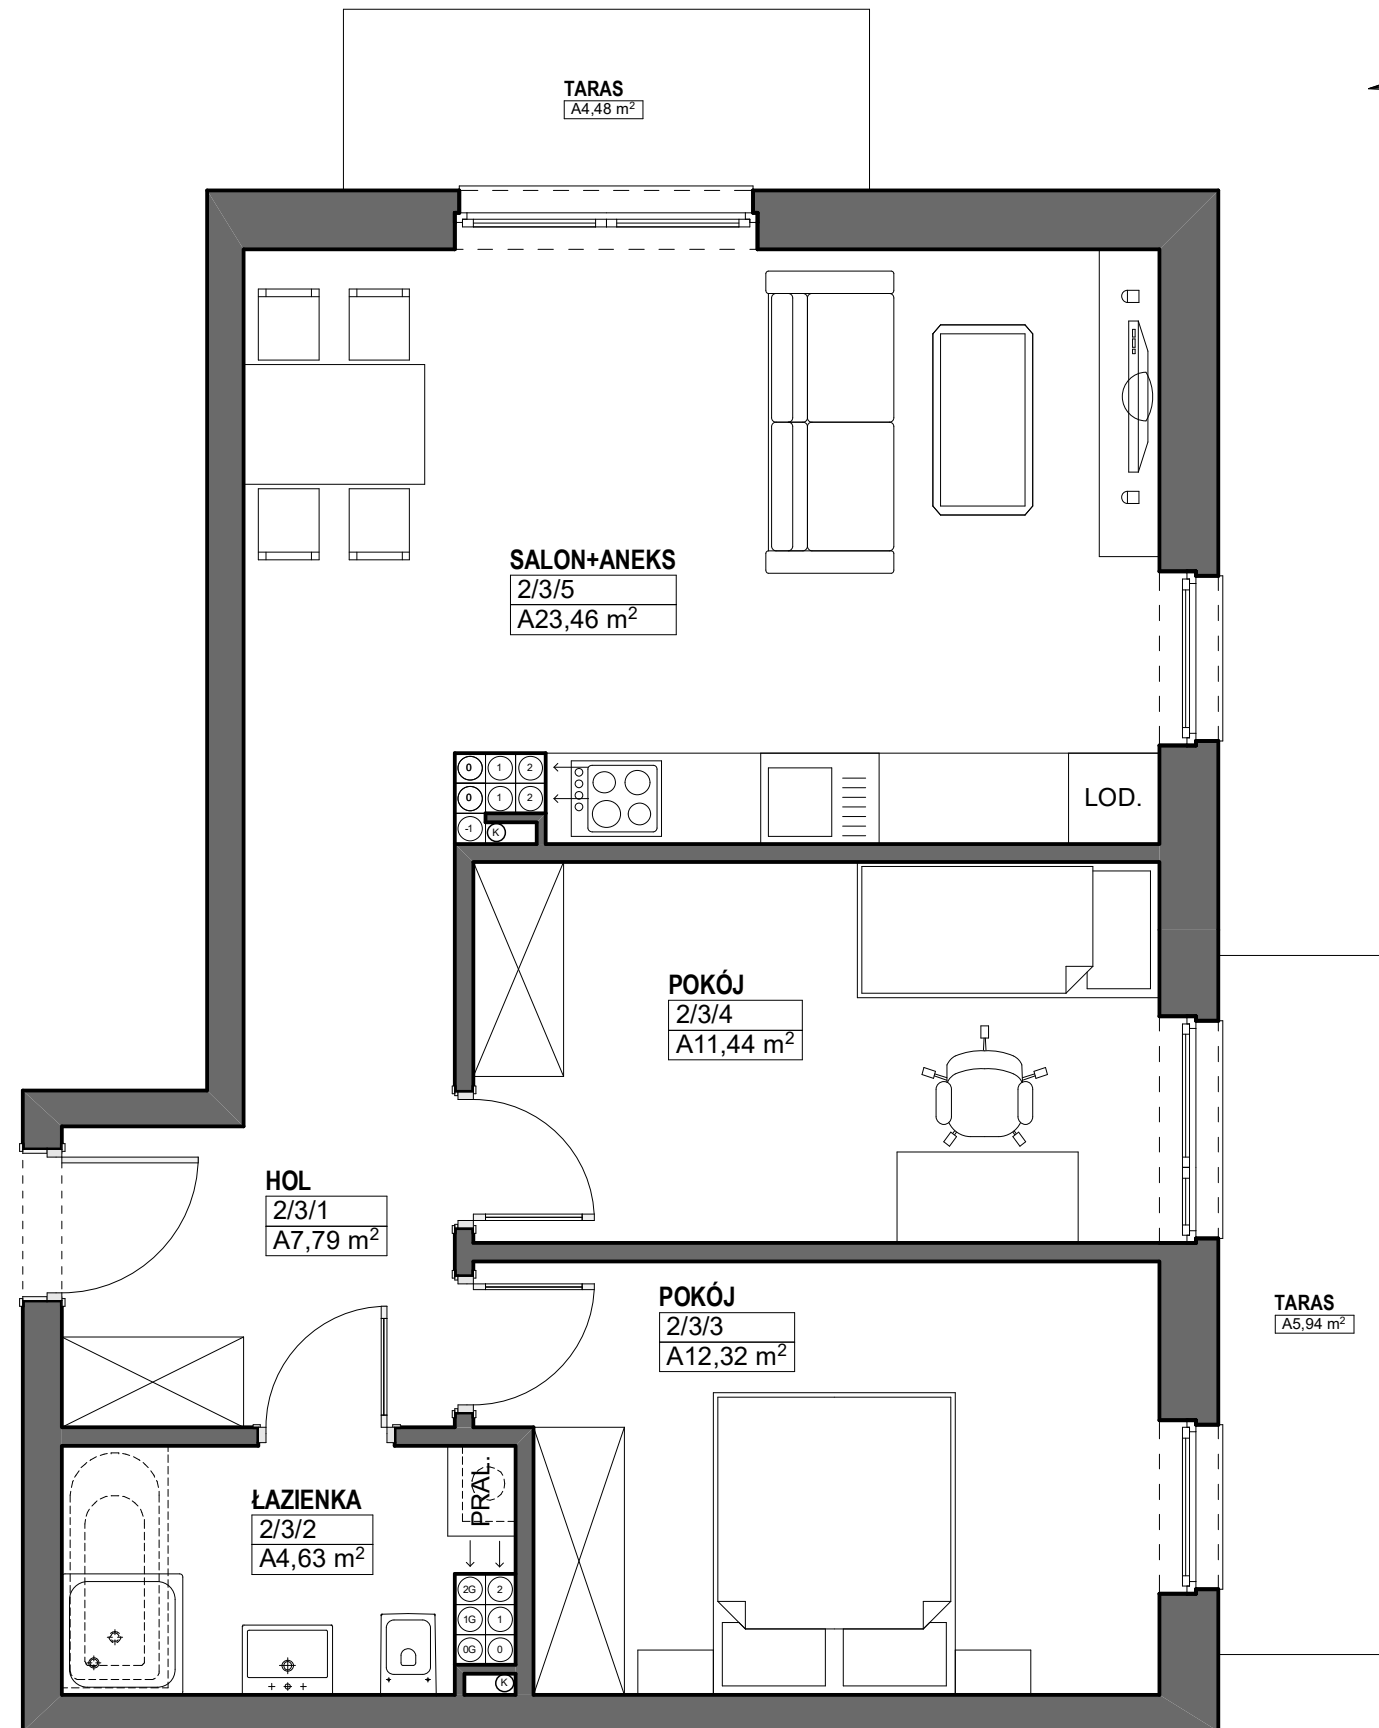 TARAS
A4,48 m²
SALON+ANEKS
2/3/5
A23,46 m²
0 1 2
0 1 2
-1 K
LOD.
POKÓJ
2/3/4
A11,44 m²
HOL
2/3/1
A7,79 m²
POKÓJ
2/3/3
A12,32 m²
TARAS
A5,94 m²
ŁAZIENKA
2/3/2
A4,63 m²
PRAL.
2G 2
1G 1
0G 0
K